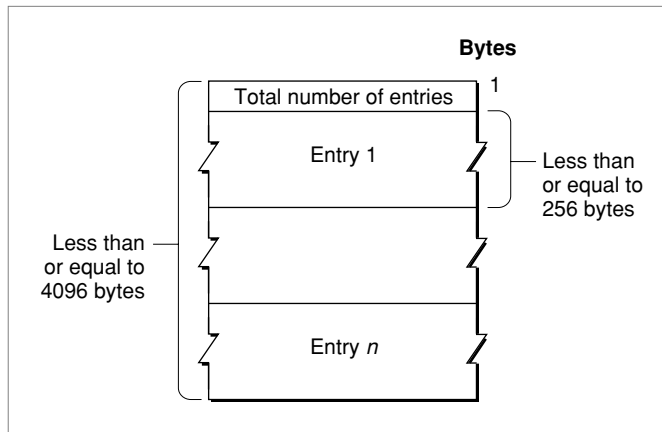 Bytes
1
Total number of entries
Entry 1
Less than
or equal to
256 bytes
Less than
or equal to
4096 bytes
Entry n